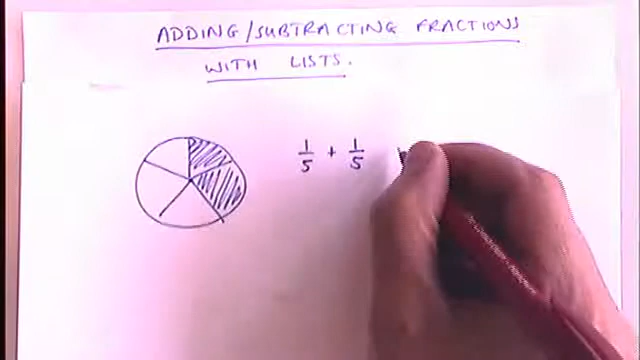 ADDING/SUBTRACTING FRACTIONS
WITH LISTS.
1/5 + 1/5